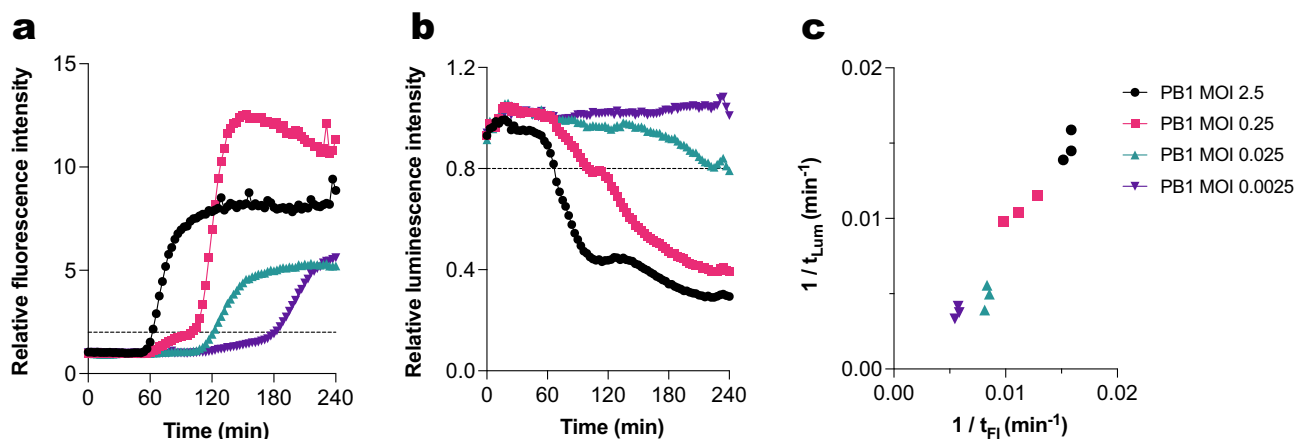 a
Relative fluorescence intensity
15
10
5
0
0 60 120 180 240
Time (min)
b
Relative luminescence intensity
1.2
0.8
0.4
0.0
0 60 120 180 240
Time (min)
c
1 / tLum (min-1)
0.02
0.01
0.00
0.00 0.01 0.02
1 / tFl (min-1)
PB1 MOI 2.5
PB1 MOI 0.25
PB1 MOI 0.025
PB1 MOI 0.0025